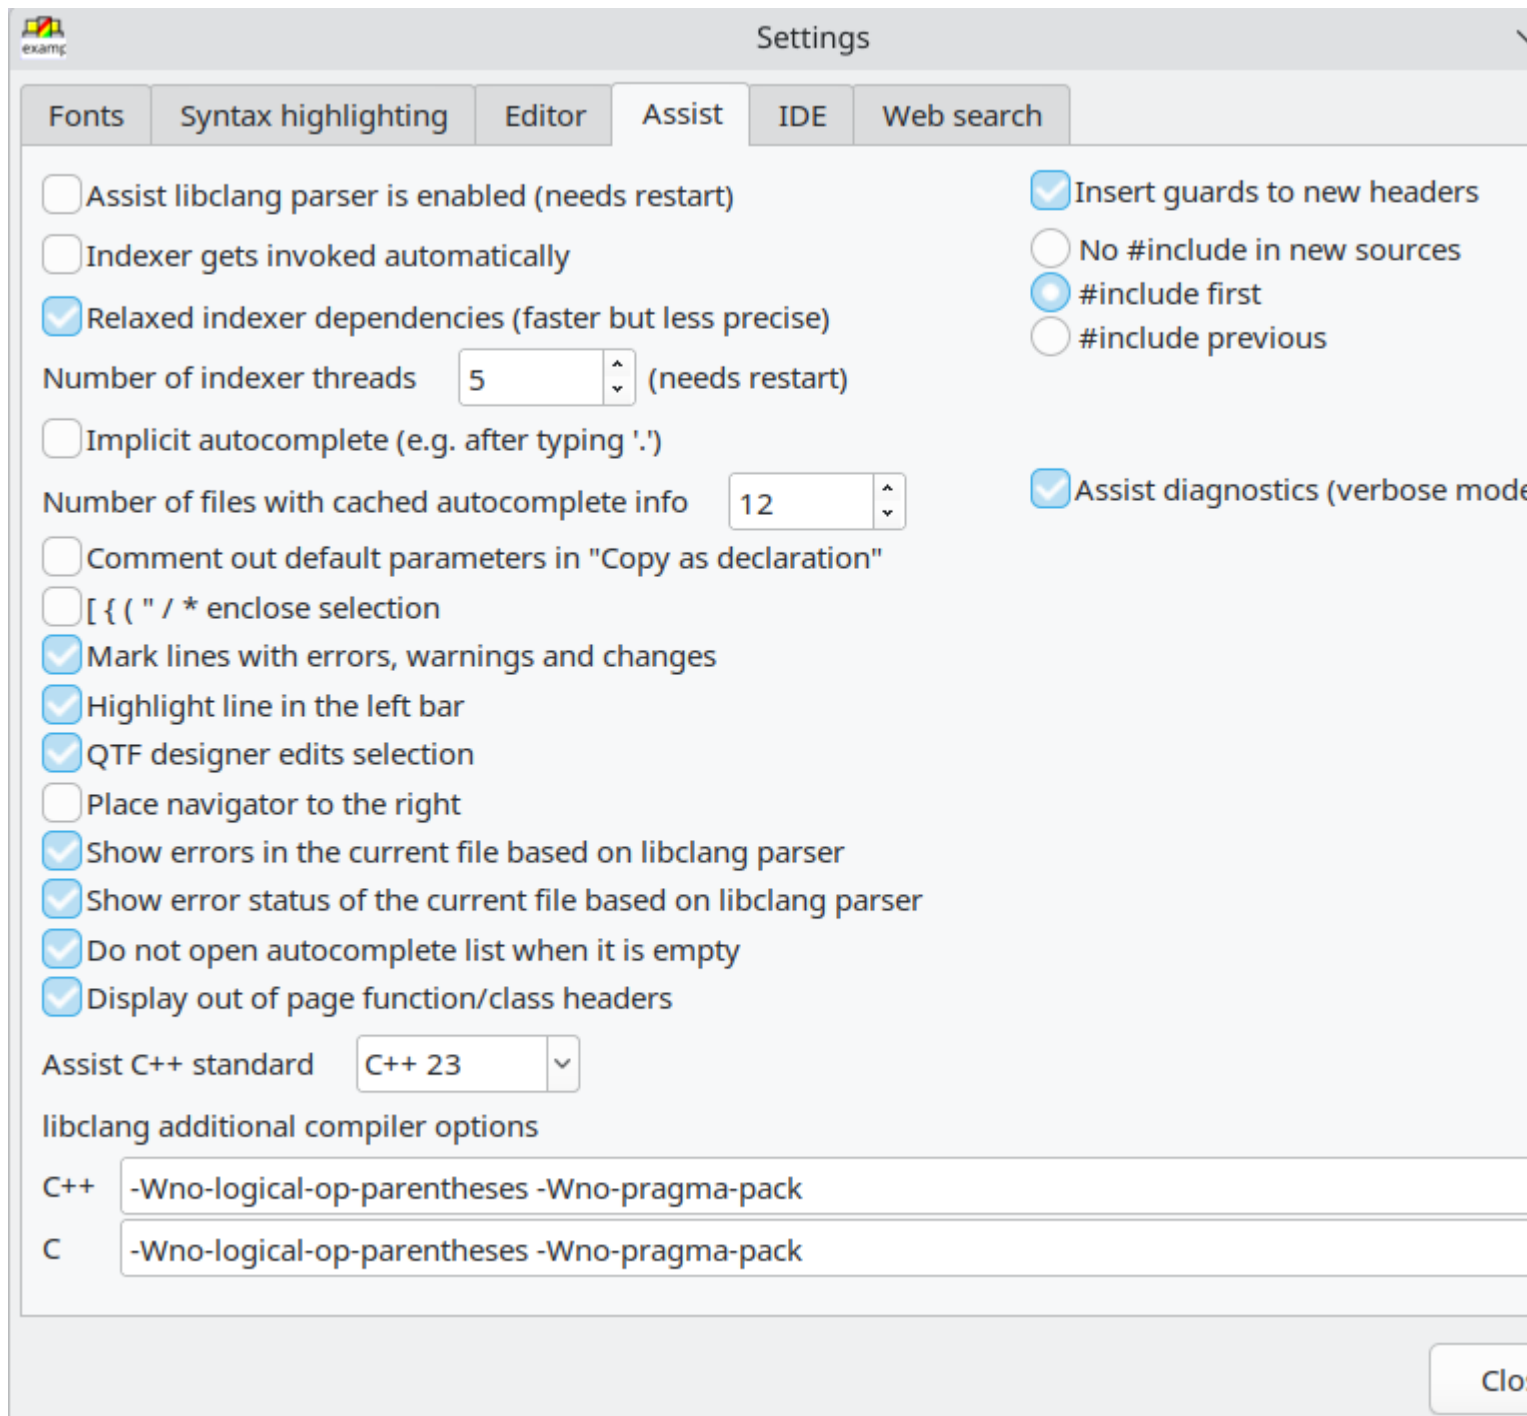 examp
Settings
Fonts Syntax highlighting Editor Assist IDE Web search
Assist libclang parser is enabled (needs restart)
Indexer gets invoked automatically
Relaxed indexer dependencies (faster but less precise)
Number of indexer threads 5 (needs restart)
Implicit autocomplete (e.g. after typing '.')
Number of files with cached autocomplete info 12
Comment out default parameters in "Copy as declaration"
[ { ( " / * enclose selection
Mark lines with errors, warnings and changes
Highlight line in the left bar
QTF designer edits selection
Place navigator to the right
Show errors in the current file based on libclang parser
Show error status of the current file based on libclang parser
Do not open autocomplete list when it is empty
Display out of page function/class headers
Assist C++ standard C++ 23
libclang additional compiler options
C++ -Wno-logical-op-parentheses -Wno-pragma-pack
C -Wno-logical-op-parentheses -Wno-pragma-pack
Insert guards to new headers
No #include in new sources
#include first
#include previous
Assist diagnostics (verbose mode
Clos